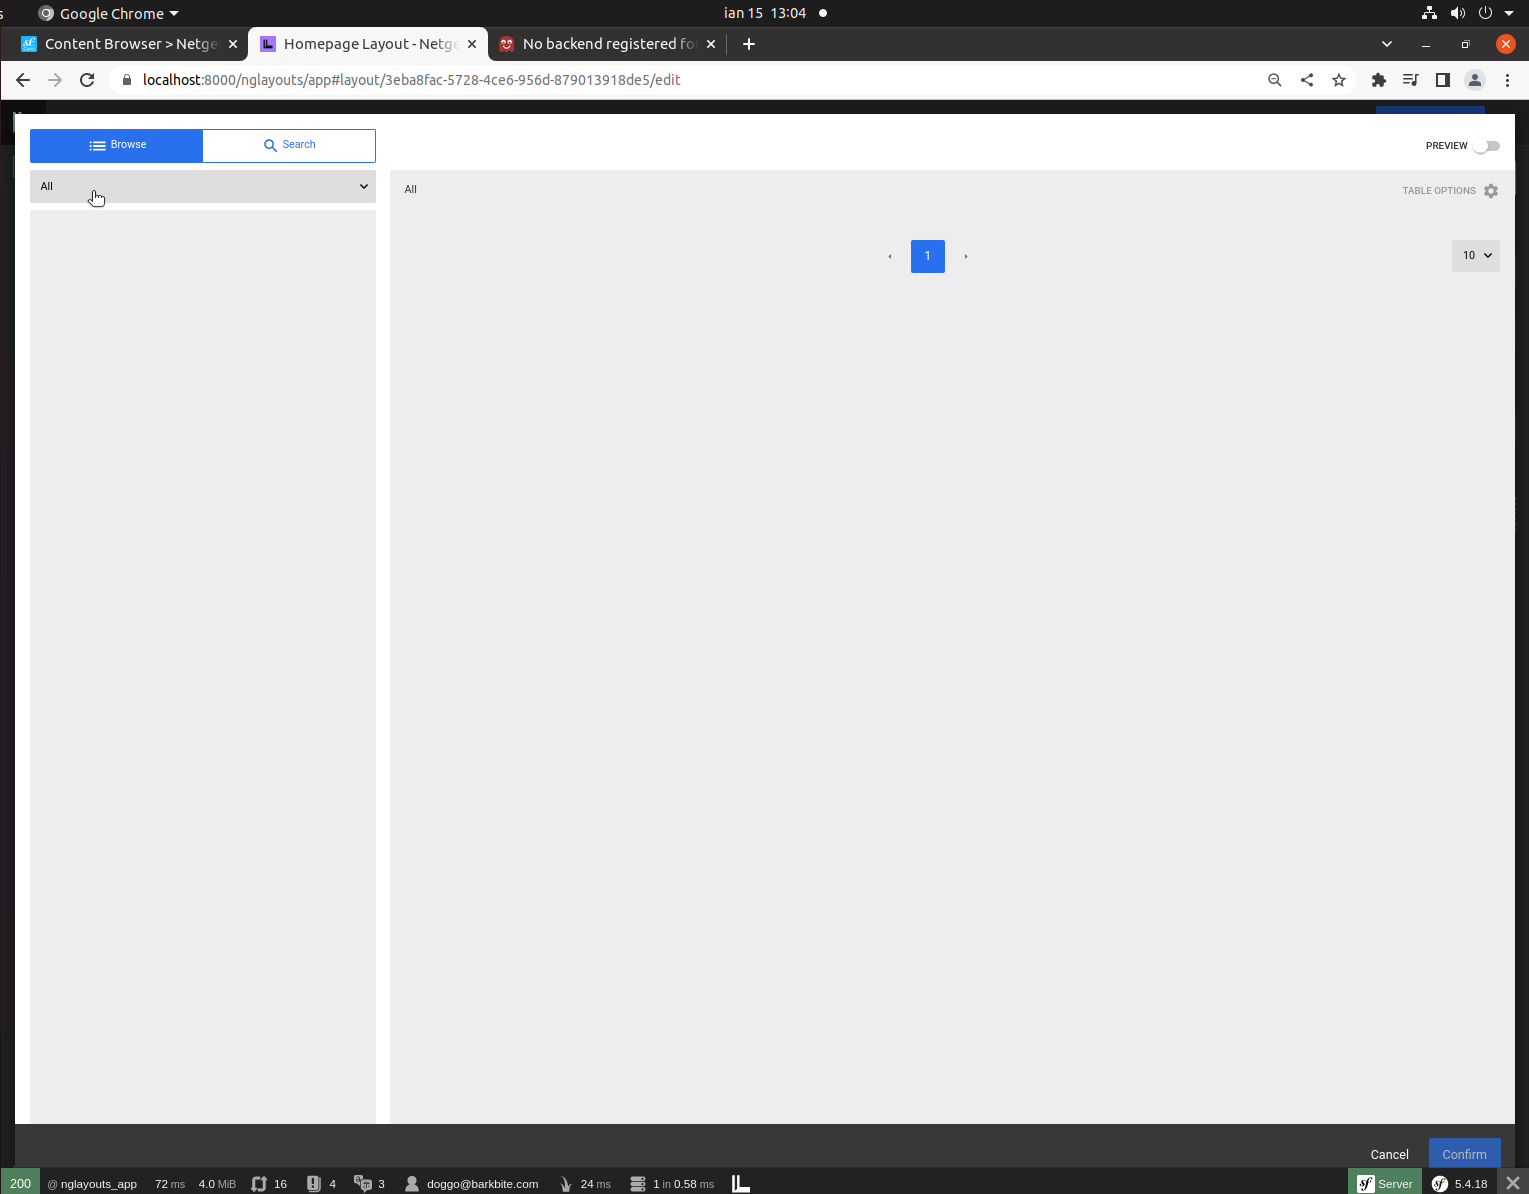 Google Chrome
ian 15 13:04
Content Browser > Netge
Homepage Layout - Netge
No backend registered fo
localhost:8000/nglayouts/app#layout/3eba8fac-5728-4ce6-956d-879013918de5/edit
Browse
Search
PREVIEW
All
All
TABLE OPTIONS
1
10
Cancel
Confirm
200 @ nglayouts_app 72 ms 4.0 MiB 16 4 3 doggo@barkbite.com 24 ms 1 in 0.58 ms sf Server sf 5.4.18